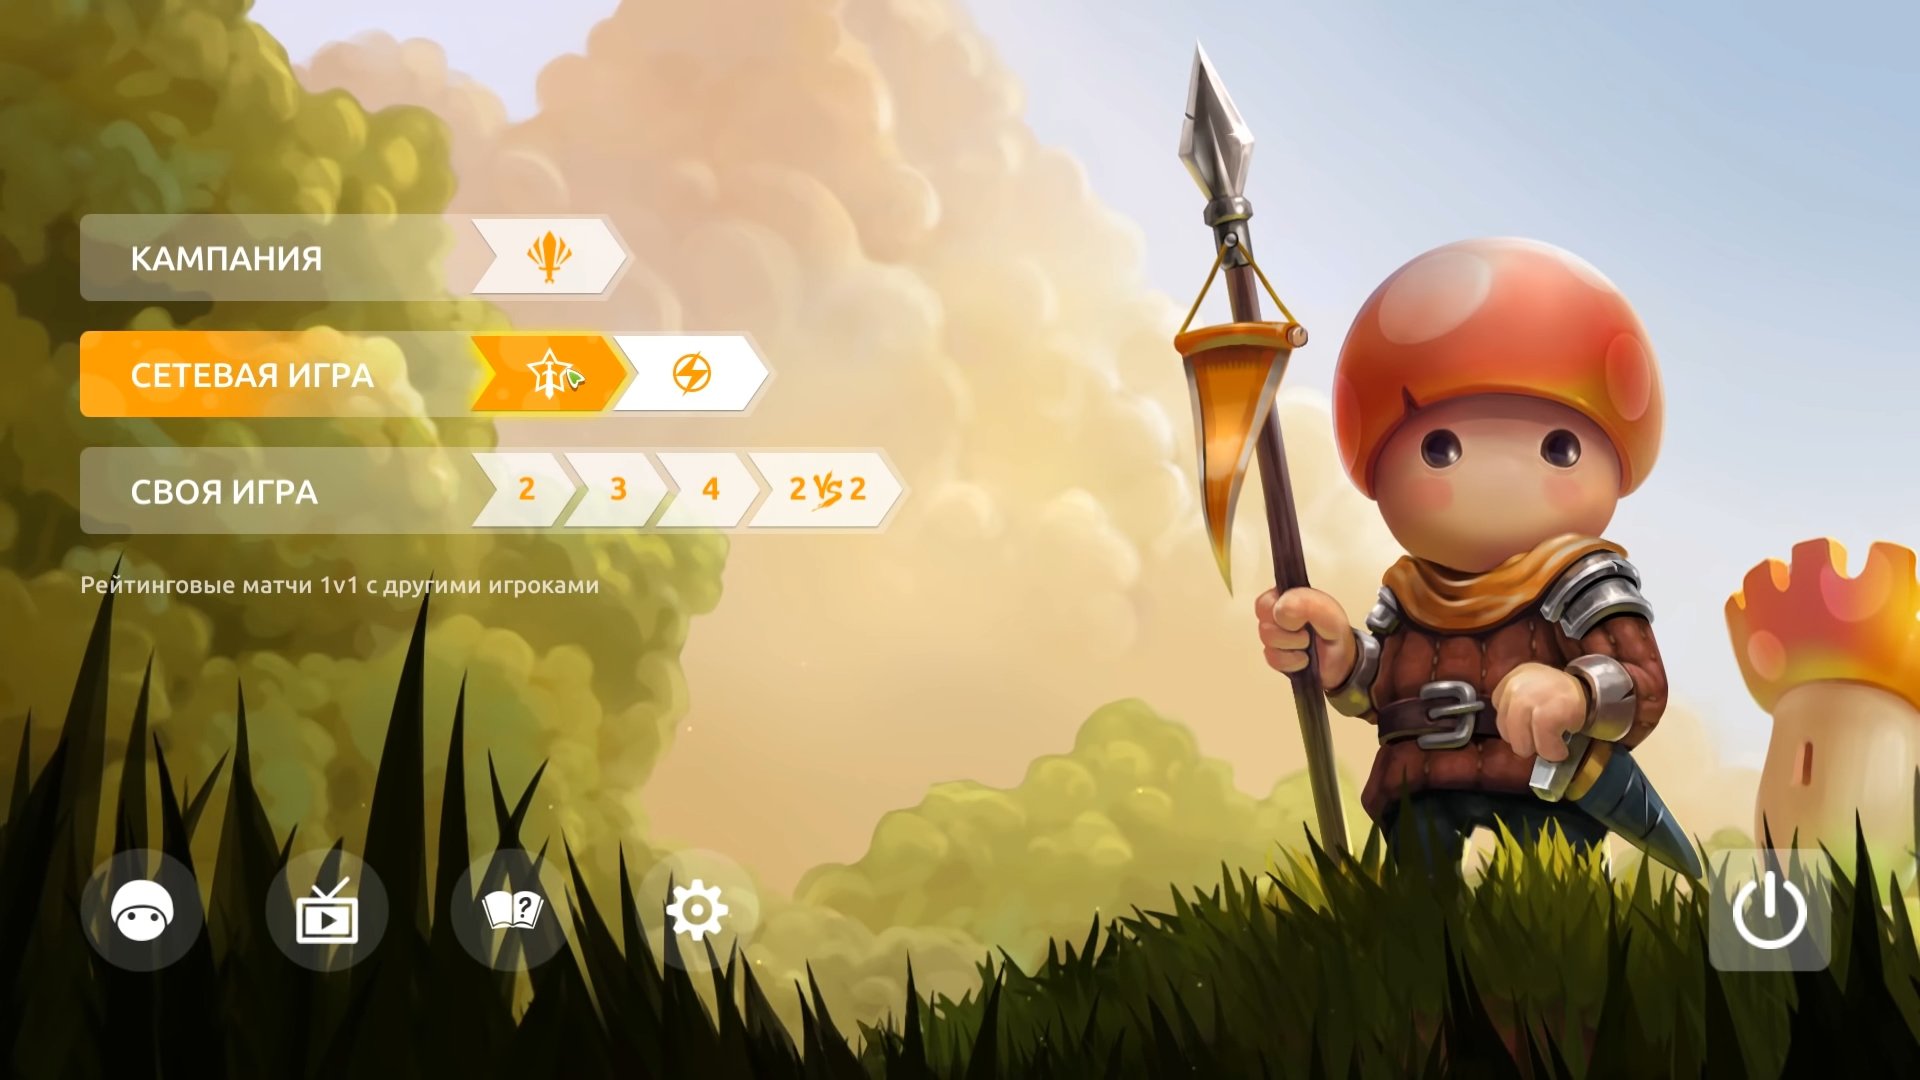 КАМПАНИЯ
СЕТЕВАЯ ИГРА
СВОЯ ИГРА 2 3 4 2 VS 2
Рейтинговые матчи 1v1 с другими игроками
?